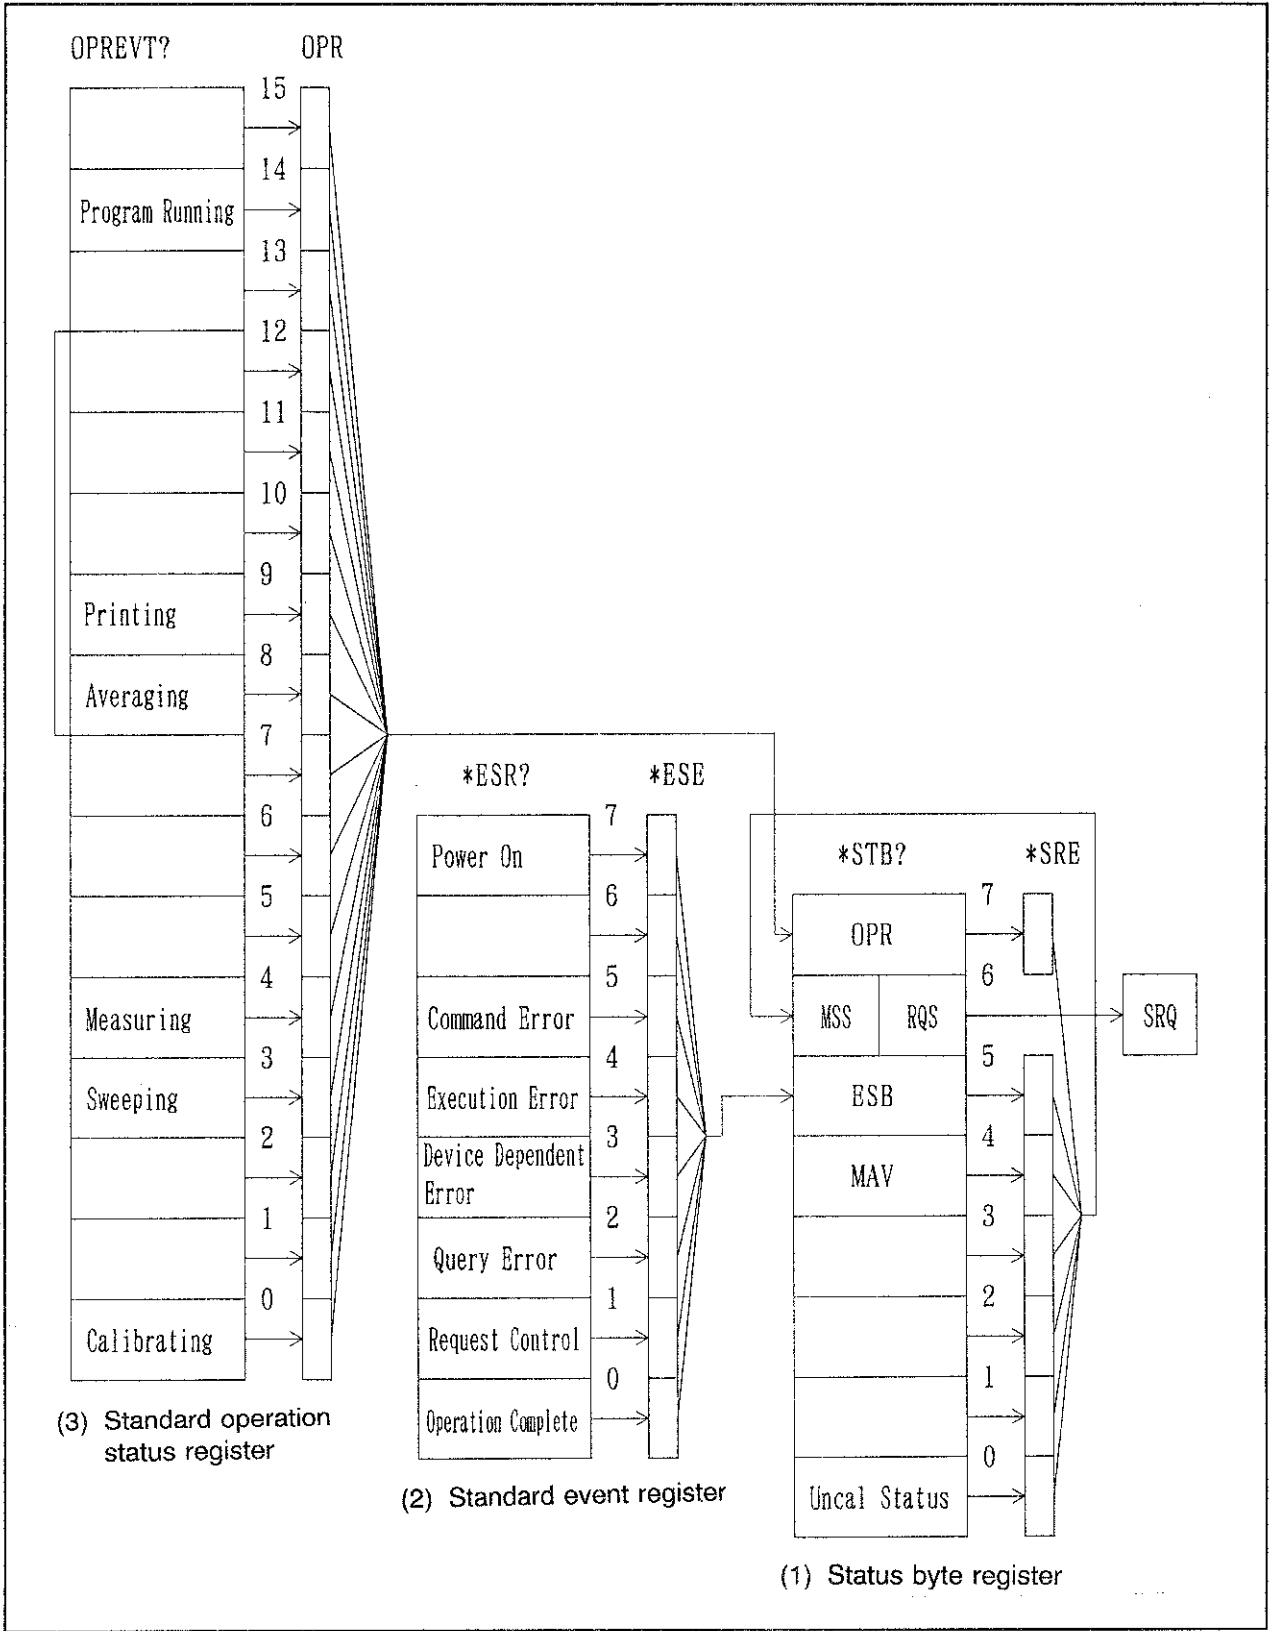 OPREVT? OPR
15
14
Program Running
13
12
11
10
9
Printing
8
Averaging
7
6
5
4
Measuring
3
Sweeping
2
1
0
Calibrating
(3) Standard operation
status register
*ESR? *ESE
7
Power On
6
5
Command Error
4
Execution Error
3
Device Dependent
Error
2
Query Error
1
Request Control
0
Operation Complete
(2) Standard event register
*STB? *SRE
7
OPR
6
MSS RQS SRQ
5
ESB
4
MAV
3
2
1
0
Uncal Status
(1) Status byte register